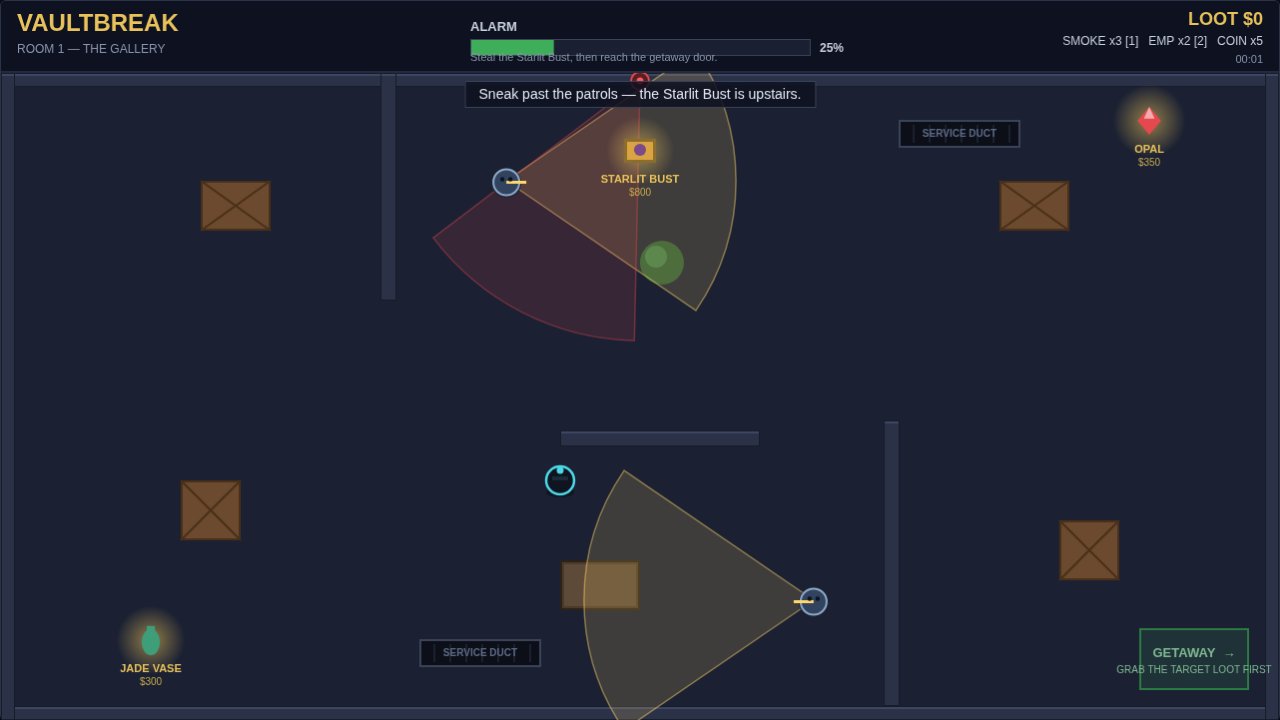 VAULTBREAK
ROOM 1 — THE GALLERY
ALARM
25%
Steal the Starlit Bust, then reach the getaway door.
LOOT $0
SMOKE x3 [1] EMP x2 [2] COIN x5
00:01
Sneak past the patrols — the Starlit Bust is upstairs.
SERVICE DUCT
OPAL
$350
STARLIT BUST
$800
JADE VASE
$300
SERVICE DUCT
GETAWAY →
GRAB THE TARGET LOOT FIRST